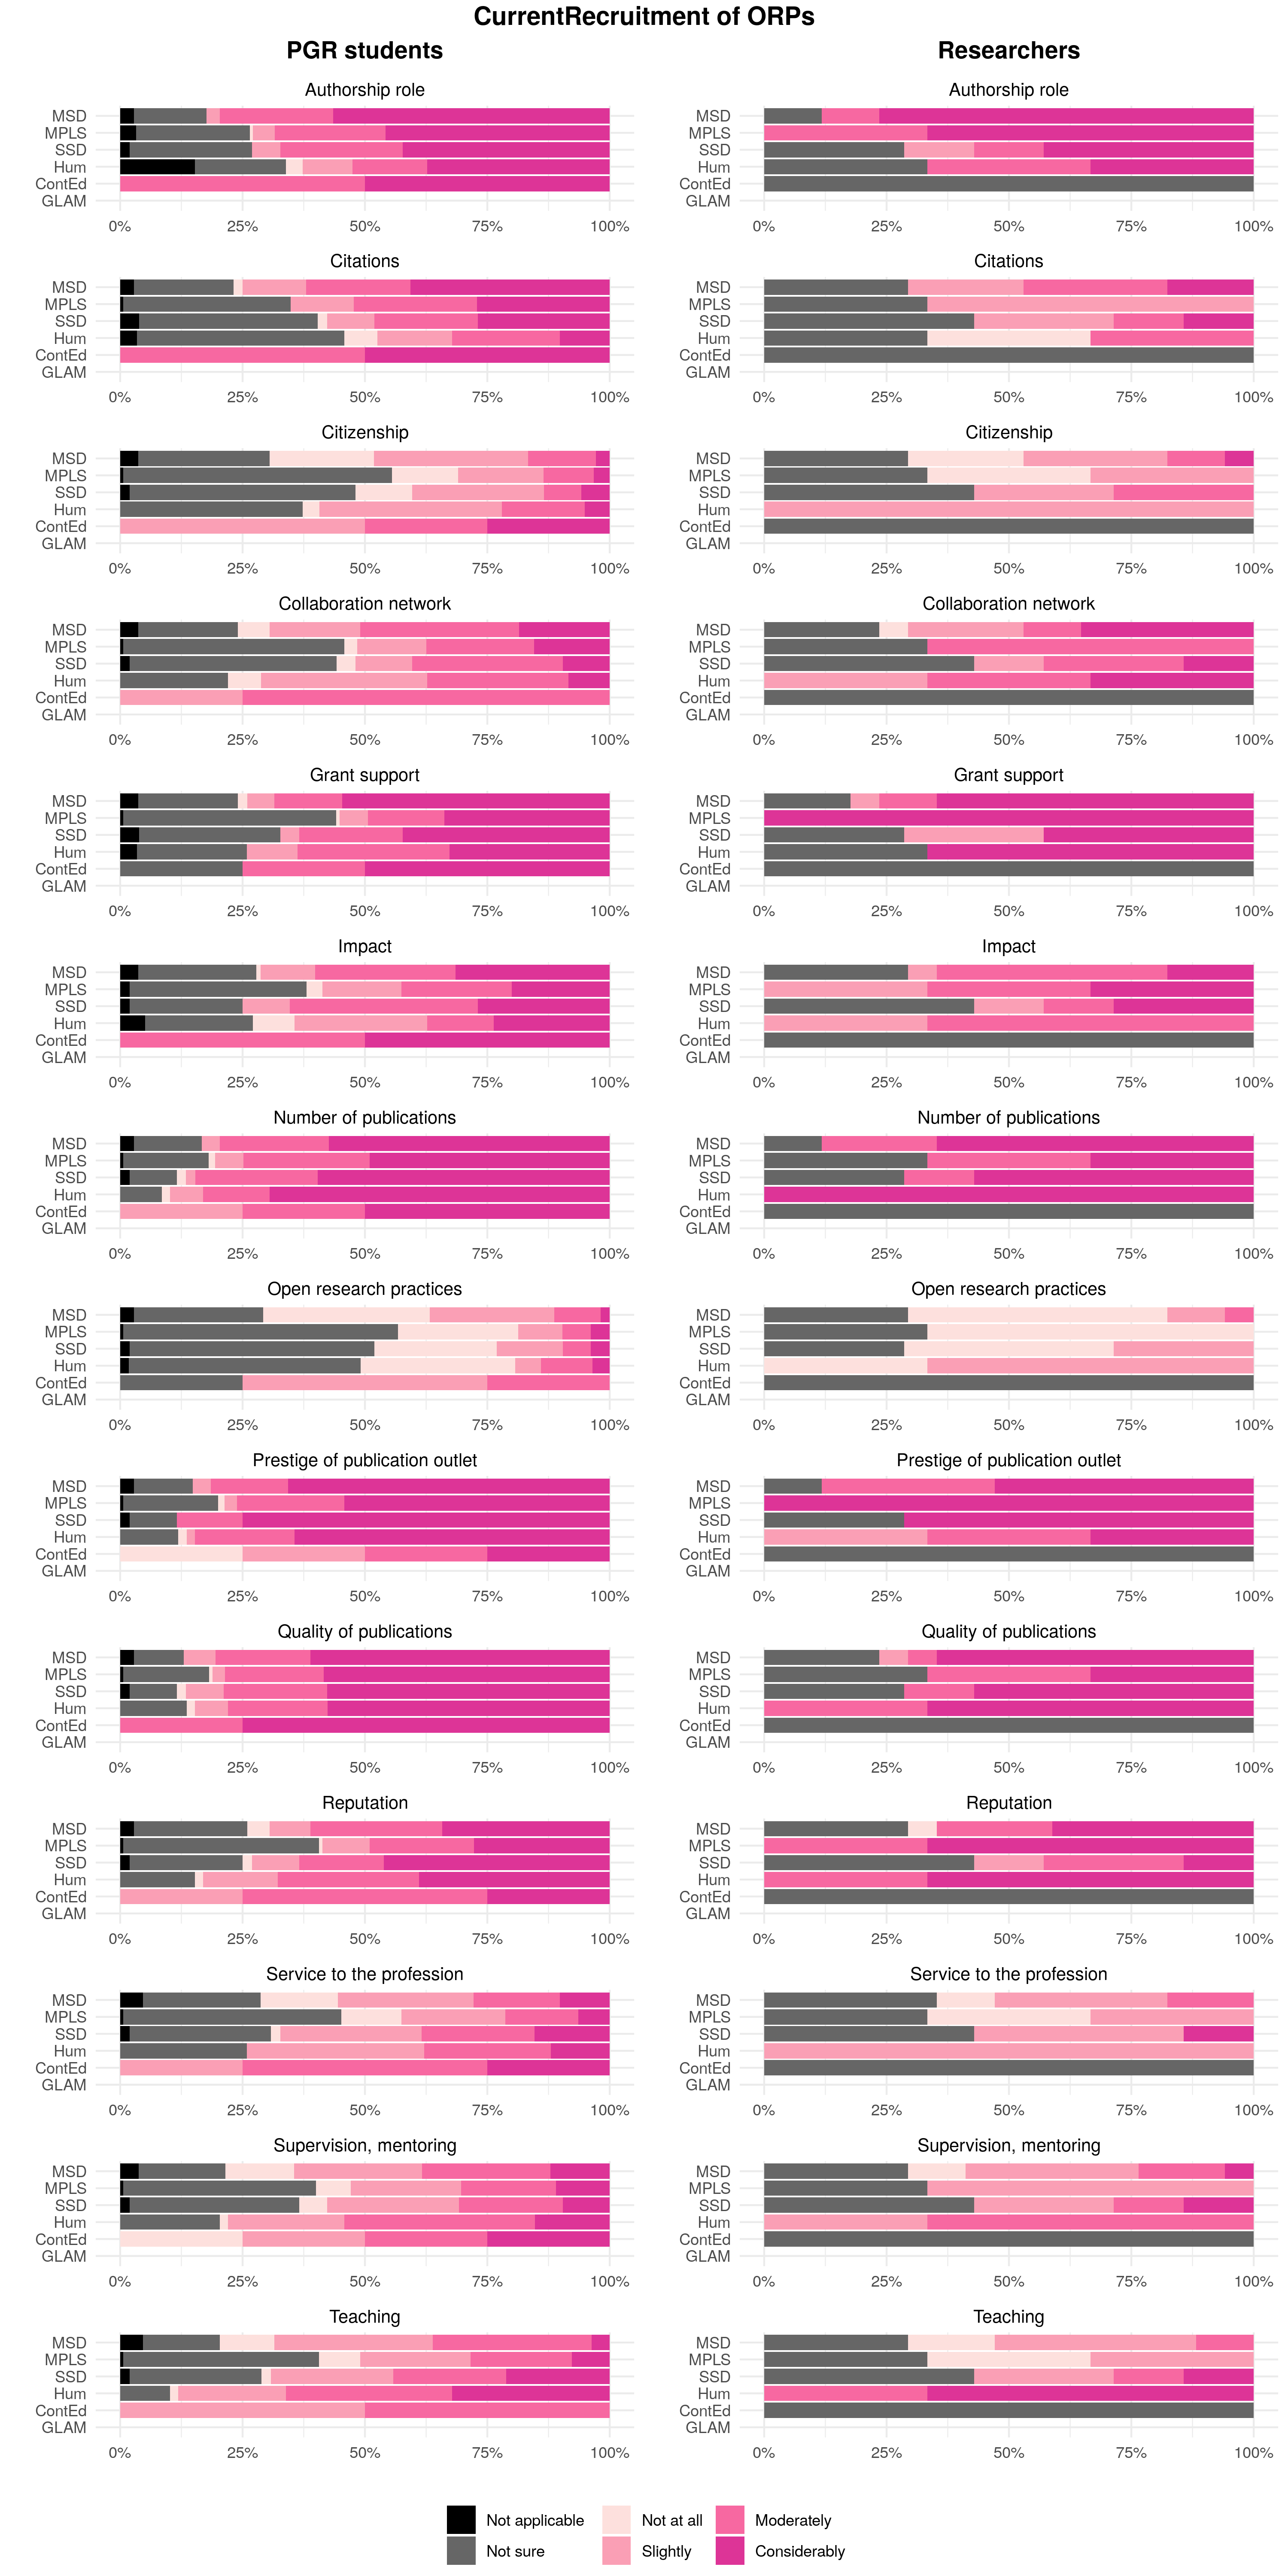 CurrentRecruitment of ORPs
PGR students
Researchers
Authorship role
Authorship role
MSD
MPLS
SSD
Hum
ContEd
GLAM
0% 25% 50% 75% 100%
MSD
MPLS
SSD
Hum
ContEd
GLAM
0% 25% 50% 75% 100%
Citations
Citations
MSD
MPLS
SSD
Hum
ContEd
GLAM
0% 25% 50% 75% 100%
MSD
MPLS
SSD
Hum
ContEd
GLAM
0% 25% 50% 75% 100%
Citizenship
Citizenship
MSD
MPLS
SSD
Hum
ContEd
GLAM
0% 25% 50% 75% 100%
MSD
MPLS
SSD
Hum
ContEd
GLAM
0% 25% 50% 75% 100%
Collaboration network
Collaboration network
MSD
MPLS
SSD
Hum
ContEd
GLAM
0% 25% 50% 75% 100%
MSD
MPLS
SSD
Hum
ContEd
GLAM
0% 25% 50% 75% 100%
Grant support
Grant support
MSD
MPLS
SSD
Hum
ContEd
GLAM
0% 25% 50% 75% 100%
MSD
MPLS
SSD
Hum
ContEd
GLAM
0% 25% 50% 75% 100%
Impact
Impact
MSD
MPLS
SSD
Hum
ContEd
GLAM
0% 25% 50% 75% 100%
MSD
MPLS
SSD
Hum
ContEd
GLAM
0% 25% 50% 75% 100%
Number of publications
Number of publications
MSD
MPLS
SSD
Hum
ContEd
GLAM
0% 25% 50% 75% 100%
MSD
MPLS
SSD
Hum
ContEd
GLAM
0% 25% 50% 75% 100%
Open research practices
Open research practices
MSD
MPLS
SSD
Hum
ContEd
GLAM
0% 25% 50% 75% 100%
MSD
MPLS
SSD
Hum
ContEd
GLAM
0% 25% 50% 75% 100%
Prestige of publication outlet
Prestige of publication outlet
MSD
MPLS
SSD
Hum
ContEd
GLAM
0% 25% 50% 75% 100%
MSD
MPLS
SSD
Hum
ContEd
GLAM
0% 25% 50% 75% 100%
Quality of publications
Quality of publications
MSD
MPLS
SSD
Hum
ContEd
GLAM
0% 25% 50% 75% 100%
MSD
MPLS
SSD
Hum
ContEd
GLAM
0% 25% 50% 75% 100%
Reputation
Reputation
MSD
MPLS
SSD
Hum
ContEd
GLAM
0% 25% 50% 75% 100%
MSD
MPLS
SSD
Hum
ContEd
GLAM
0% 25% 50% 75% 100%
Service to the profession
Service to the profession
MSD
MPLS
SSD
Hum
ContEd
GLAM
0% 25% 50% 75% 100%
MSD
MPLS
SSD
Hum
ContEd
GLAM
0% 25% 50% 75% 100%
Supervision, mentoring
Supervision, mentoring
MSD
MPLS
SSD
Hum
ContEd
GLAM
0% 25% 50% 75% 100%
MSD
MPLS
SSD
Hum
ContEd
GLAM
0% 25% 50% 75% 100%
Teaching
Teaching
MSD
MPLS
SSD
Hum
ContEd
GLAM
0% 25% 50% 75% 100%
MSD
MPLS
SSD
Hum
ContEd
GLAM
0% 25% 50% 75% 100%
Not applicable Not at all Moderately
Not sure Slightly Considerably